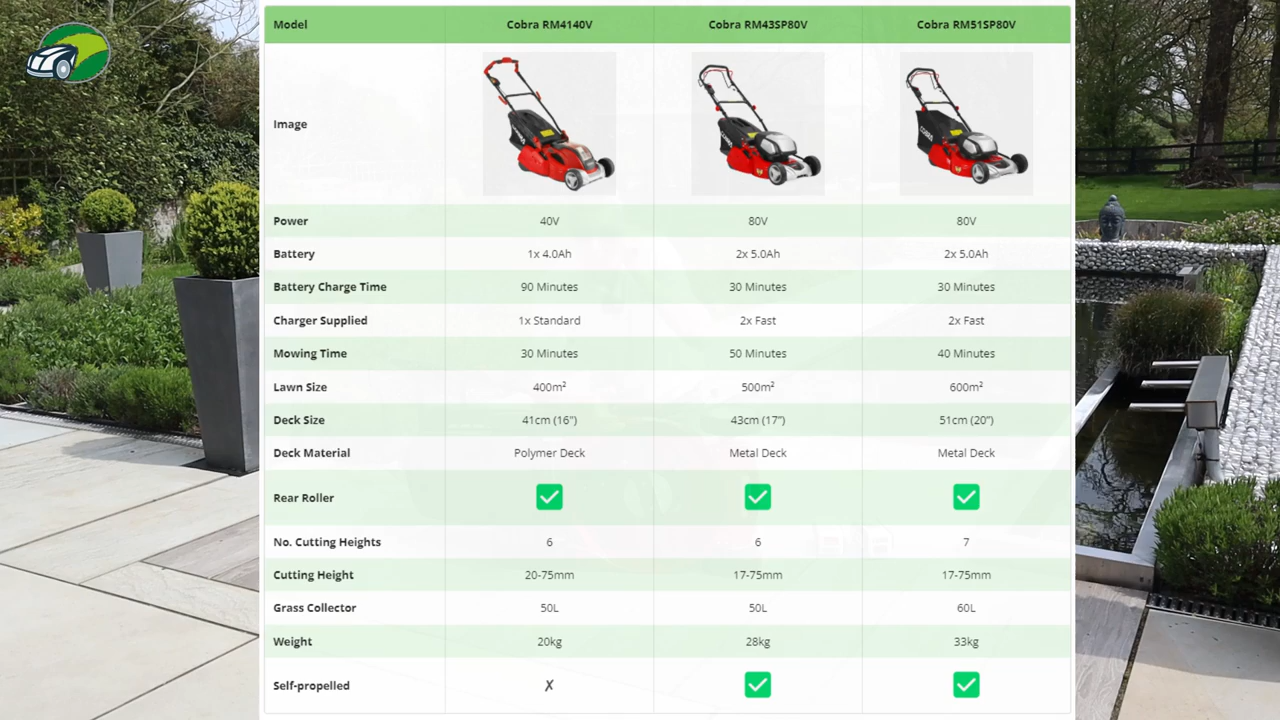 Model Cobra RM4140V Cobra RM43SP80V Cobra RM51SP80V
Image
Power 40V 80V 80V
Battery 1x 4.0Ah 2x 5.0Ah 2x 5.0Ah
Battery Charge Time 90 Minutes 30 Minutes 30 Minutes
Charger Supplied 1x Standard 2x Fast 2x Fast
Mowing Time 30 Minutes 50 Minutes 40 Minutes
Lawn Size 400m² 500m² 600m²
Deck Size 41cm (16") 43cm (17") 51cm (20")
Deck Material Polymer Deck Metal Deck Metal Deck
Rear Roller ✓ ✓ ✓
No. Cutting Heights 6 6 7
Cutting Height 20-75mm 17-75mm 17-75mm
Grass Collector 50L 50L 60L
Weight 20kg 28kg 33kg
Self-propelled ✗ ✓ ✓